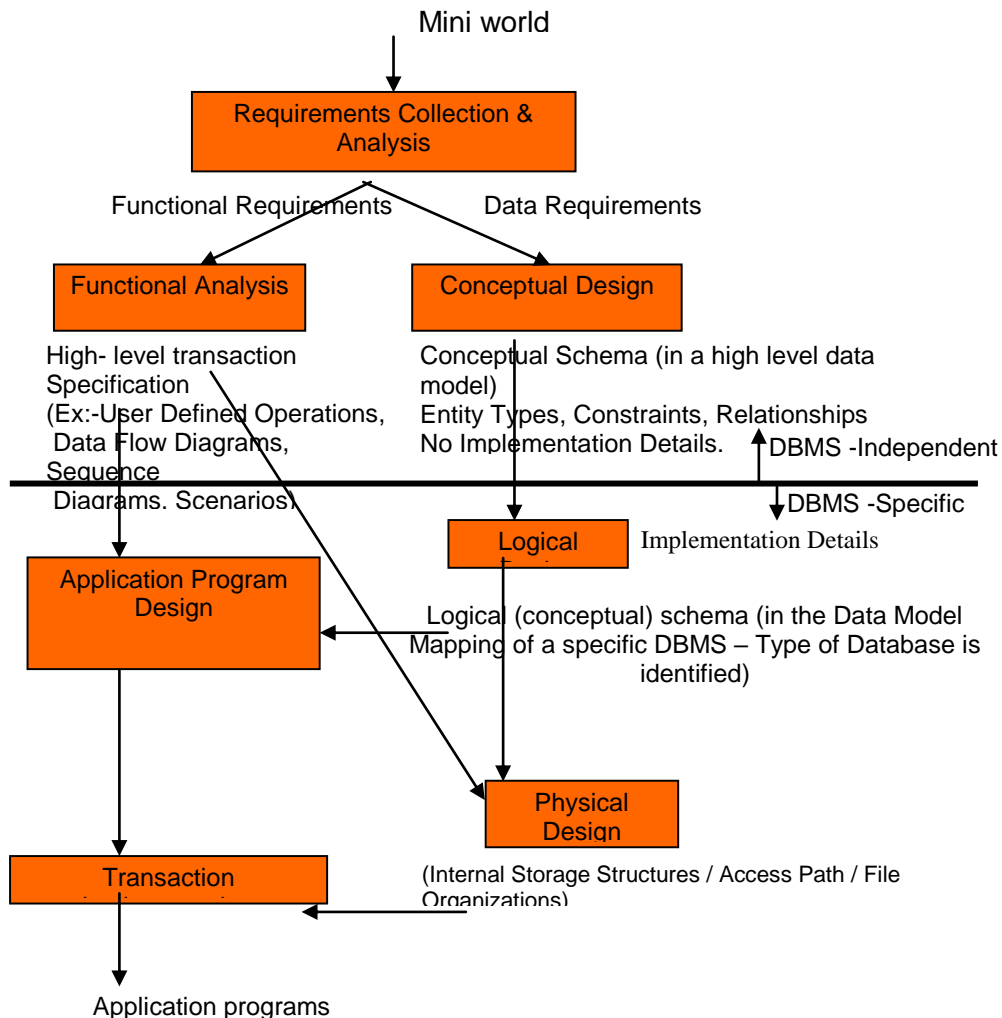 Mini world
Requirements Collection &
Analysis
Functional Requirements
Data Requirements
Functional Analysis
Conceptual Design
High- level transaction
Specification
(Ex:-User Defined Operations,
Data Flow Diagrams,
Sequence
Diagrams. Scenarios)
Conceptual Schema (in a high level data
model)
Entity Types, Constraints, Relationships
No Implementation Details.
DBMS -Independent
DBMS -Specific
Logical
Implementation Details
Application Program
Design
Logical (conceptual) schema (in the Data Model
Mapping of a specific DBMS – Type of Database is
identified)
Physical
Design
Transaction
(Internal Storage Structures / Access Path / File
Organizations)
Application programs